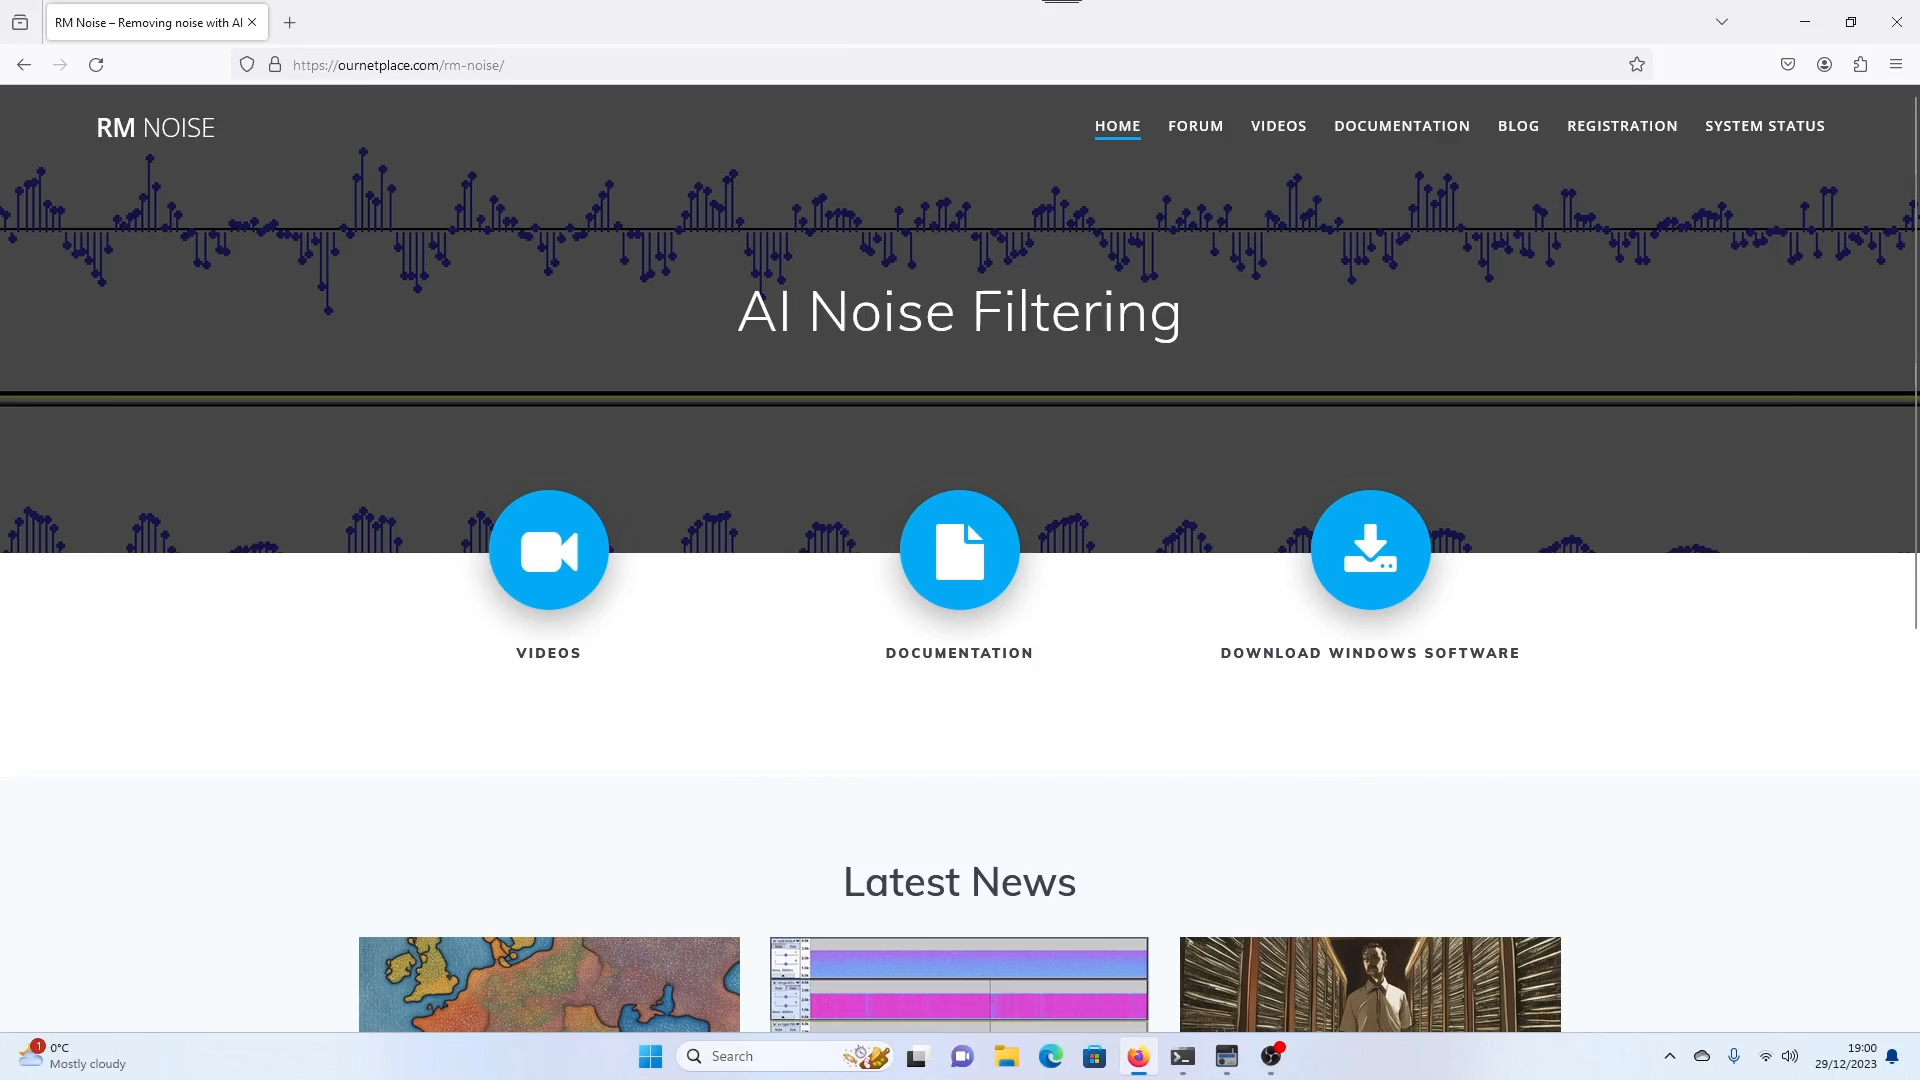 RM Noise – Removing noise with AI
https://ournetplace.com/rm-noise/
RM NOISE
HOME FORUM VIDEOS DOCUMENTATION BLOG REGISTRATION SYSTEM STATUS
AI Noise Filtering
VIDEOS
DOCUMENTATION
DOWNLOAD WINDOWS SOFTWARE
Latest News
1
0°C
Mostly cloudy
Search
19:00
29/12/2023